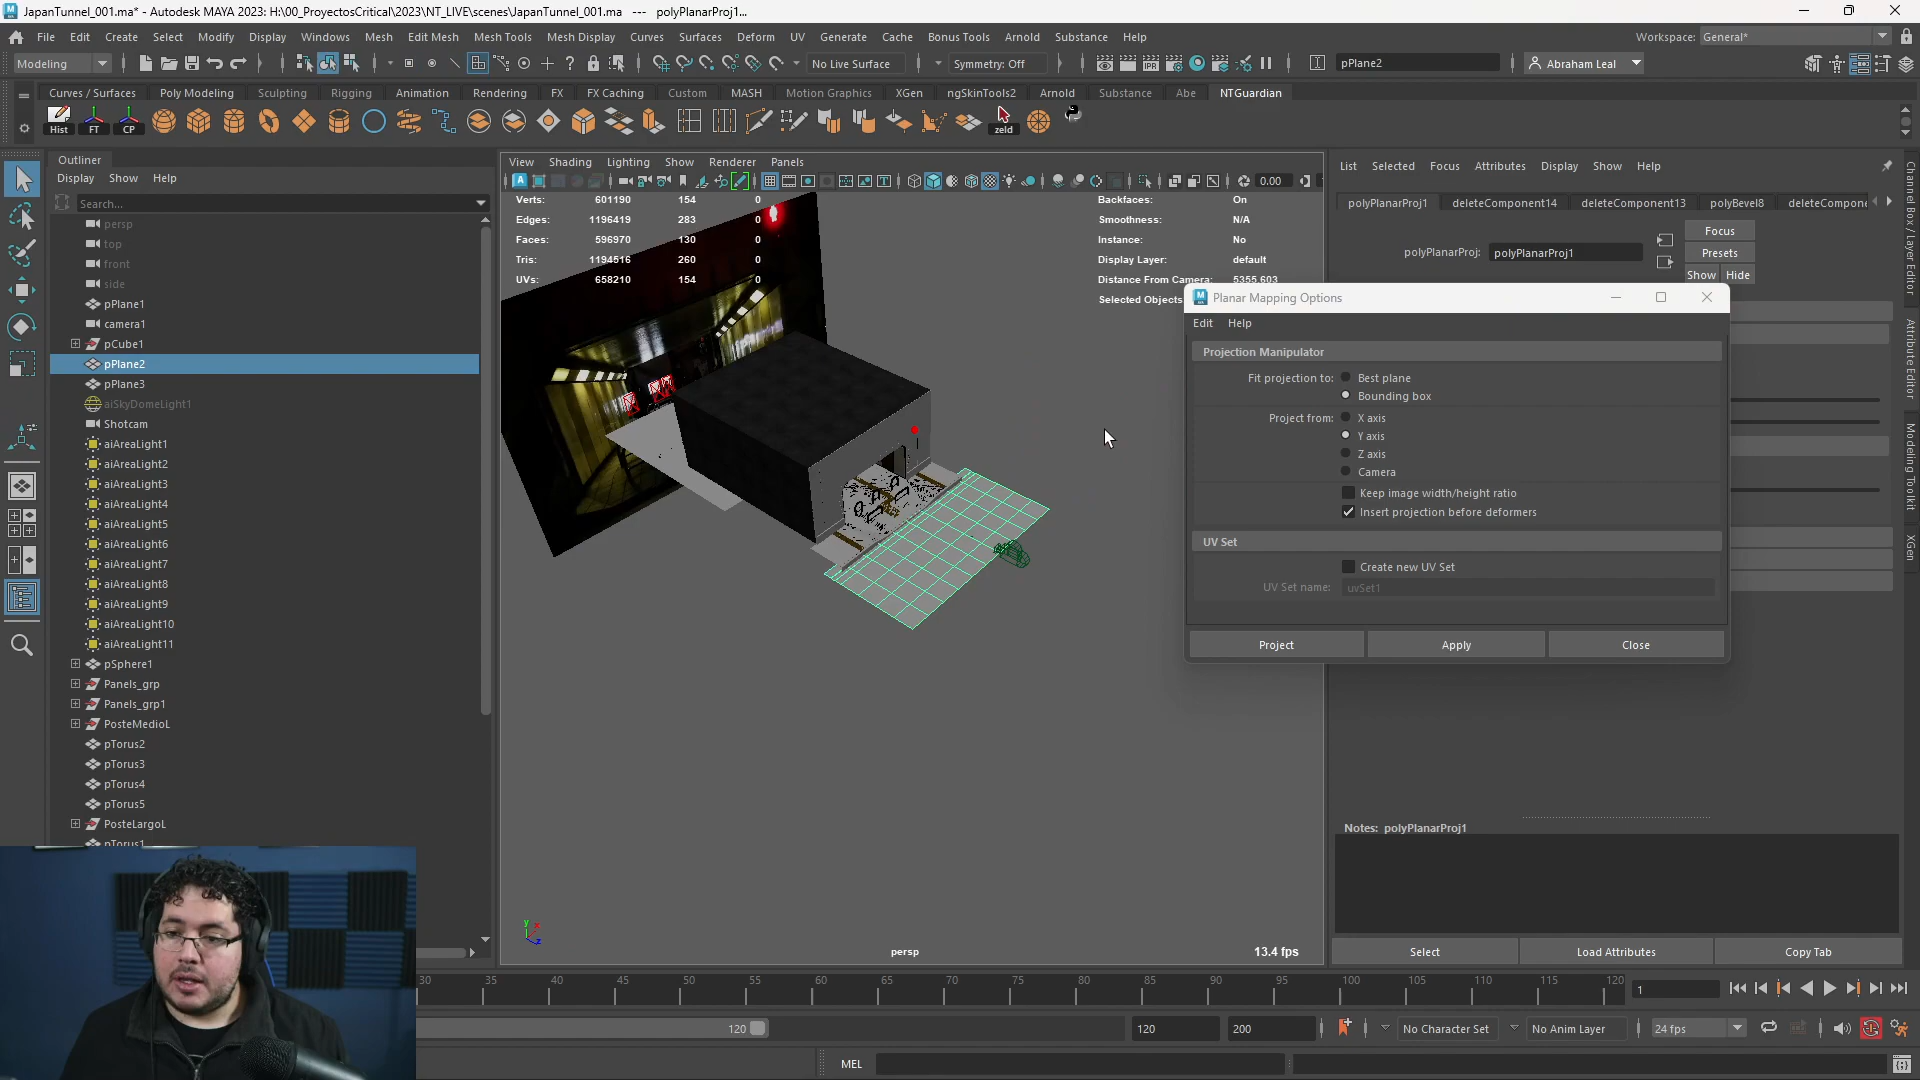 JapanTunnel_001.ma* - Autodesk MAYA 2023: H:\00_ProyectosCritical\2023\NT_LIVE\scenes\JapanTunnel_001.ma --- polyPlanarProj1...
File Edit Create Select Modify Display Windows Mesh Edit Mesh Mesh Tools Mesh Display Curves Surfaces Deform UV Generate Cache Bonus Tools Arnold Substance Help
Workspace: General*
Modeling
No Live Surface
Symmetry: Off
pPlane2
Abraham Leal
Curves / Surfaces Poly Modeling Sculpting Rigging Animation Rendering FX FX Caching Custom MASH Motion Graphics XGen ngSkinTools2 Arnold Substance Abe NTGuardian
Hist FT CP zeld
Outliner
Display Show Help
Search...
persp
top
front
side
pPlane1
camera1
pCube1
pPlane2
pPlane3
aiSkyDomeLight1
Shotcam
aiAreaLight1
aiAreaLight2
aiAreaLight3
aiAreaLight4
aiAreaLight5
aiAreaLight6
aiAreaLight7
aiAreaLight8
aiAreaLight9
aiAreaLight10
aiAreaLight11
pSphere1
Panels_grp
Panels_grp1
PosteMedioL
pTorus2
pTorus3
pTorus4
pTorus5
PosteLargoL
pTorus1
View Shading Lighting Show Renderer Panels
0.00
Verts: 601190 154 0
Edges: 1196419 283 0
Faces: 596970 130 0
Tris: 1194516 260 0
UVs: 658210 154 0
Backfaces: On
Smoothness: N/A
Instance: No
Display Layer: default
Distance From Camera: 5355.603
Selected Objects
persp
13.4 fps
Planar Mapping Options
Edit Help
Projection Manipulator
Fit projection to: Best plane
Bounding box
Project from: X axis
Y axis
Z axis
Camera
Keep image width/height ratio
Insert projection before deformers
UV Set
Create new UV Set
UV Set name: uvSet1
Project Apply Close
List Selected Focus Attributes Display Show Help
polyPlanarProj1 deleteComponent14 deleteComponent13 polyBevel8 deleteCompone
polyPlanarProj: polyPlanarProj1
Focus
Presets
Show Hide
Notes: polyPlanarProj1
Select Load Attributes Copy Tab
Channel Box / Layer Editor
Attribute Editor
Modeling Toolkit
XGen
30 35 40 45 50 55 60 65 70 75 80 85 90 95 100 105 110 115 120
1
120
120
200
No Character Set
No Anim Layer
24 fps
MEL